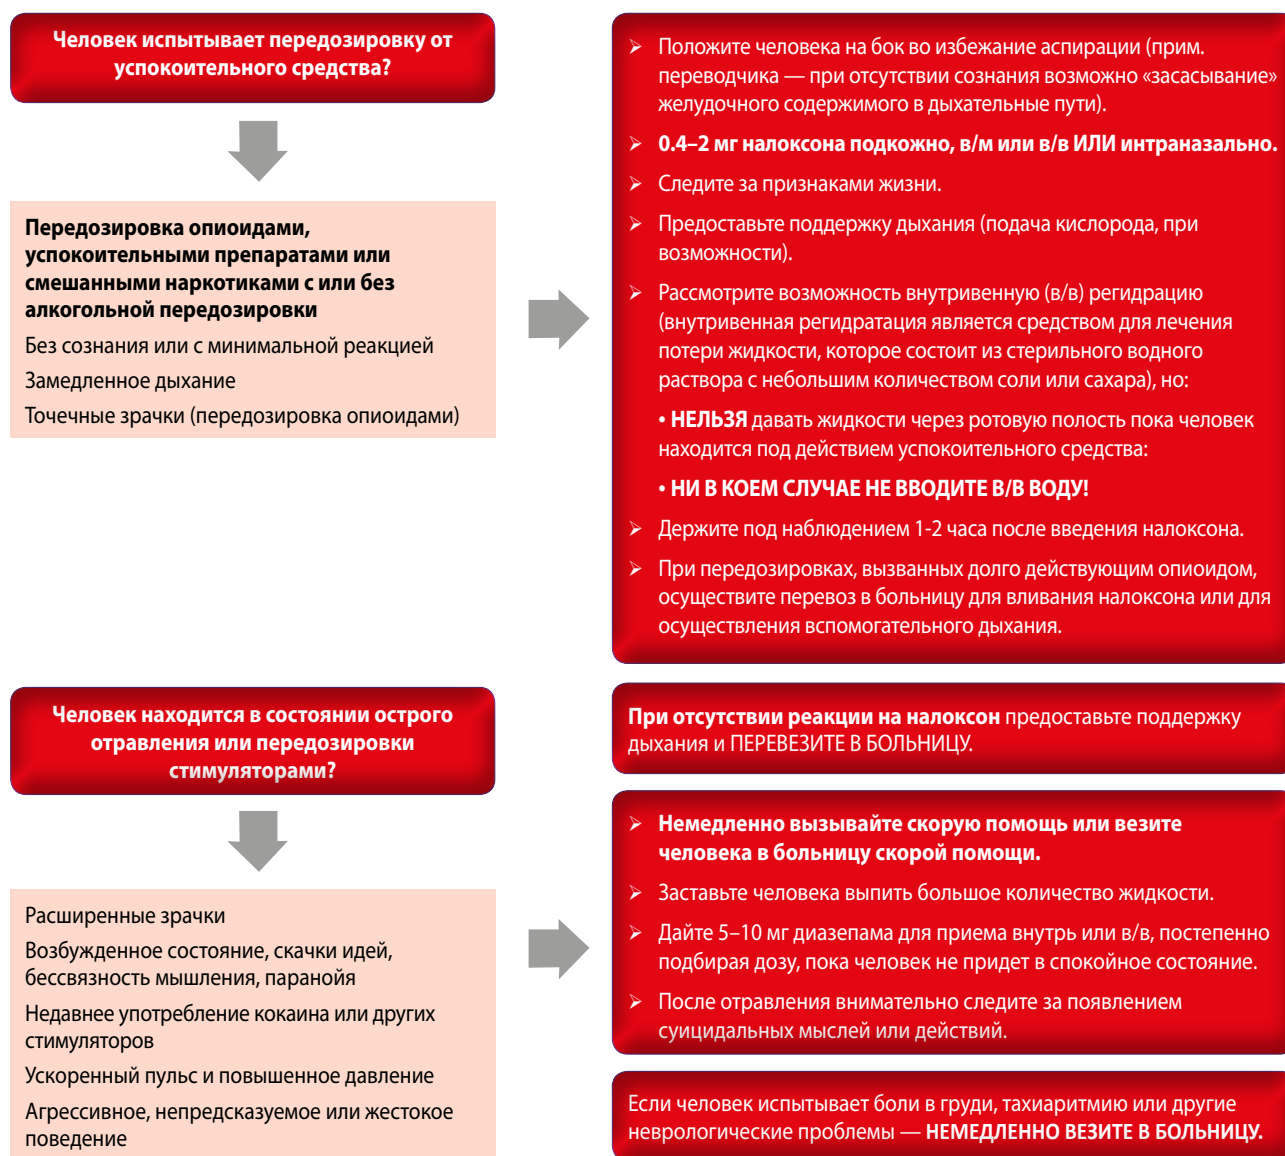 Человек испытывает передозировку от
успокоительного средства?
Передозировка опиоидами,
успокоительными препаратами или
смешанными наркотиками с или без
алкогольной передозировки
Без сознания или с минимальной реакцией
Замедленное дыхание
Точечные зрачки (передозировка опиоидами)
➢ Положите человека на бок во избежание аспирации (прим.
переводчика — при отсутствии сознания возможно «засасывание»
желудочного содержимого в дыхательные пути).
➢ 0.4–2 мг налоксона подкожно, в/м или в/в ИЛИ интраназально.
➢ Следите за признаками жизни.
➢ Предоставьте поддержку дыхания (подача кислорода, при
возможности).
➢ Рассмотрите возможность внутривенную (в/в) регидрацию
(внутривенная регидратация является средством для лечения
потери жидкости, которое состоит из стерильного водного
раствора с небольшим количеством соли или сахара), но:
• НЕЛЬЗЯ давать жидкости через ротовую полость пока человек
находится под действием успокоительного средства:
• НИ В КОЕМ СЛУЧАЕ НЕ ВВОДИТЕ В/В ВОДУ!
➢ Держите под наблюдением 1-2 часа после введения налоксона.
➢ При передозировках, вызванных долго действующим опиоидом,
осуществите перевоз в больницу для вливания налоксона или для
осуществления вспомогательного дыхания.
При отсутствии реакции на налоксон предоставьте поддержку
дыхания и ПЕРЕВЕЗИТЕ В БОЛЬНИЦУ.
Человек находится в состоянии острого
отравления или передозировки
стимуляторами?
Расширенные зрачки
Возбужденное состояние, скачки идей,
бессвязность мышления, паранойя
Недавнее употребление кокаина или других
стимуляторов
Ускоренный пульс и повышенное давление
Агрессивное, непредсказуемое или жестокое
поведение
➢ Немедленно вызывайте скорую помощь или везите
человека в больницу скорой помощи.
➢ Заставьте человека выпить большое количество жидкости.
➢ Дайте 5–10 мг диазепама для приема внутрь или в/в, постепенно
подбирая дозу, пока человек не придет в спокойное состояние.
➢ После отравления внимательно следите за появлением
суицидальных мыслей или действий.
Если человек испытывает боли в груди, тахиаритмию или другие
неврологические проблемы — НЕМЕДЛЕННО ВЕЗИТЕ В БОЛЬНИЦУ.